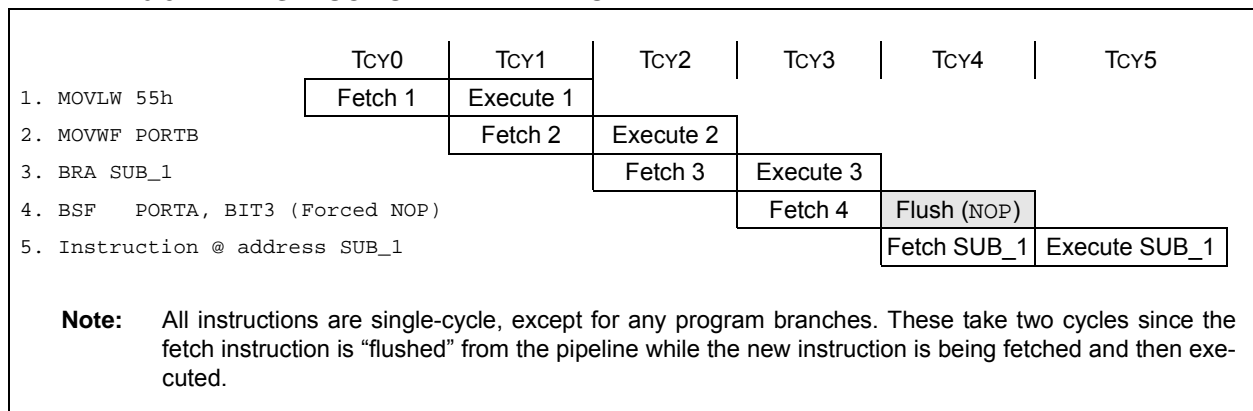 TCY0 TCY1 TCY2 TCY3 TCY4 TCY5
1. MOVLW 55h Fetch 1 Execute 1
2. MOVWF PORTB Fetch 2 Execute 2
3. BRA SUB_1 Fetch 3 Execute 3
4. BSF PORTA, BIT3 (Forced NOP) Fetch 4 Flush (NOP)
5. Instruction @ address SUB_1 Fetch SUB_1 Execute SUB_1
Note: All instructions are single-cycle, except for any program branches. These take two cycles since the
fetch instruction is “flushed” from the pipeline while the new instruction is being fetched and then exe-
cuted.